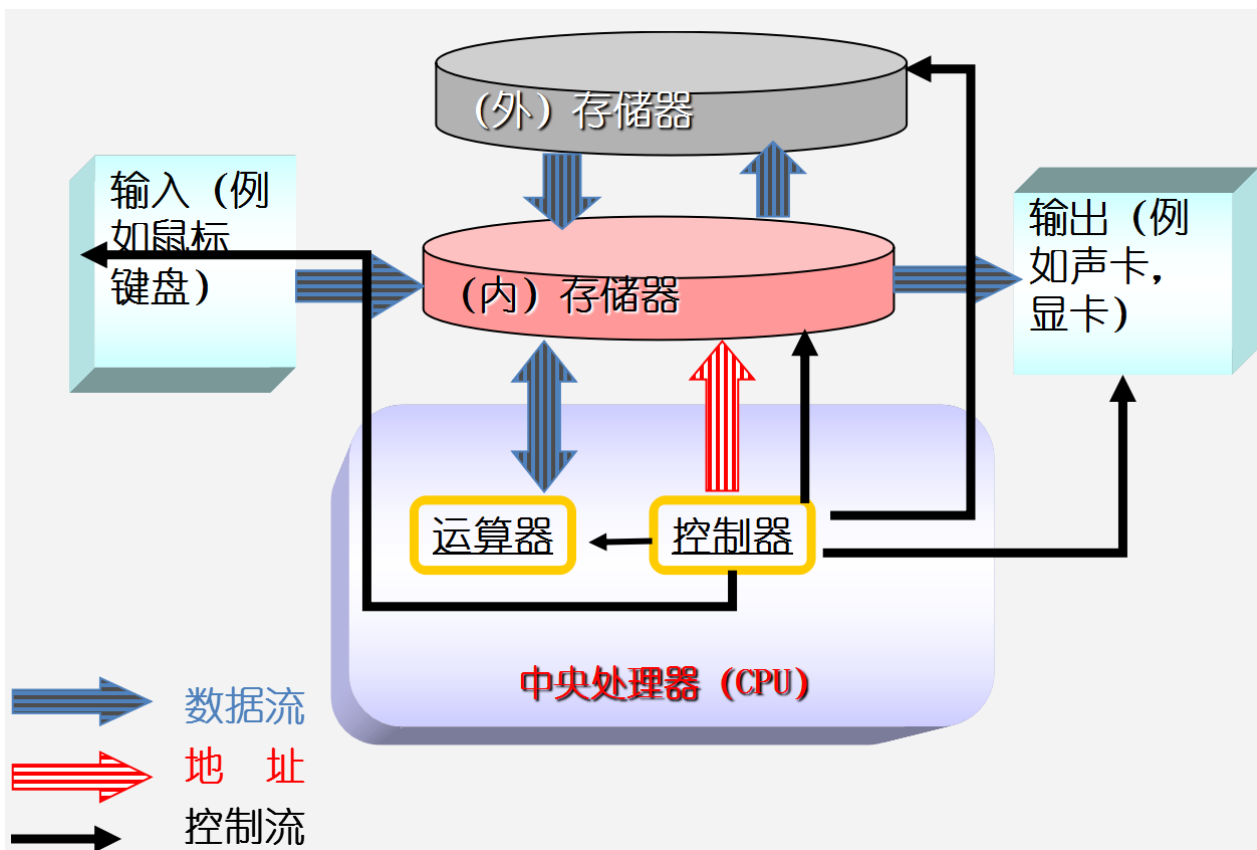 （外）存储器
输入（例
如鼠标
键盘）
（内）存储器
输出（例
如声卡，
显卡）
运算器
控制器
中央处理器（CPU）
数据流
地 址
控制流